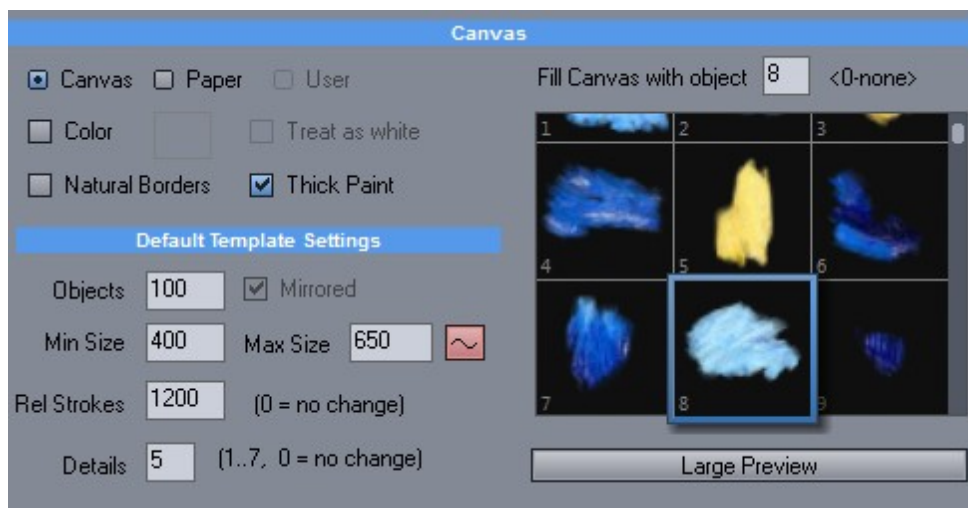 Canvas
Canvas Paper User
Fill Canvas with object 8 <0-none>
Color Treat as white
Natural Borders Thick Paint
1 2 3
4 5 6
7 8 9
Default Template Settings
Objects 100 Mirrored
Min Size 400 Max Size 650
Rel Strokes 1200 (0 = no change)
Details 5 (1..7, 0 = no change)
Large Preview